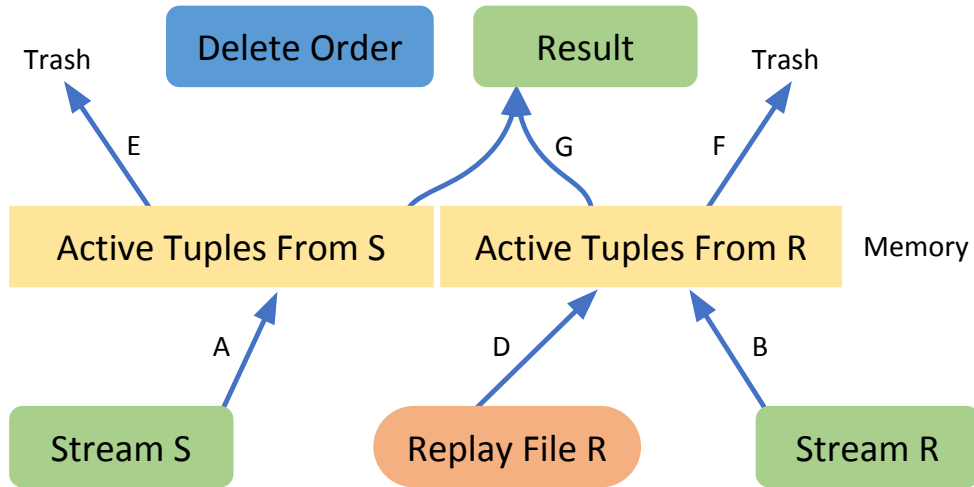 Delete Order
Result
Trash
Trash
E
G
F
Active Tuples From S
Active Tuples From R
Memory
A
D
B
Stream S
Replay File R
Stream R